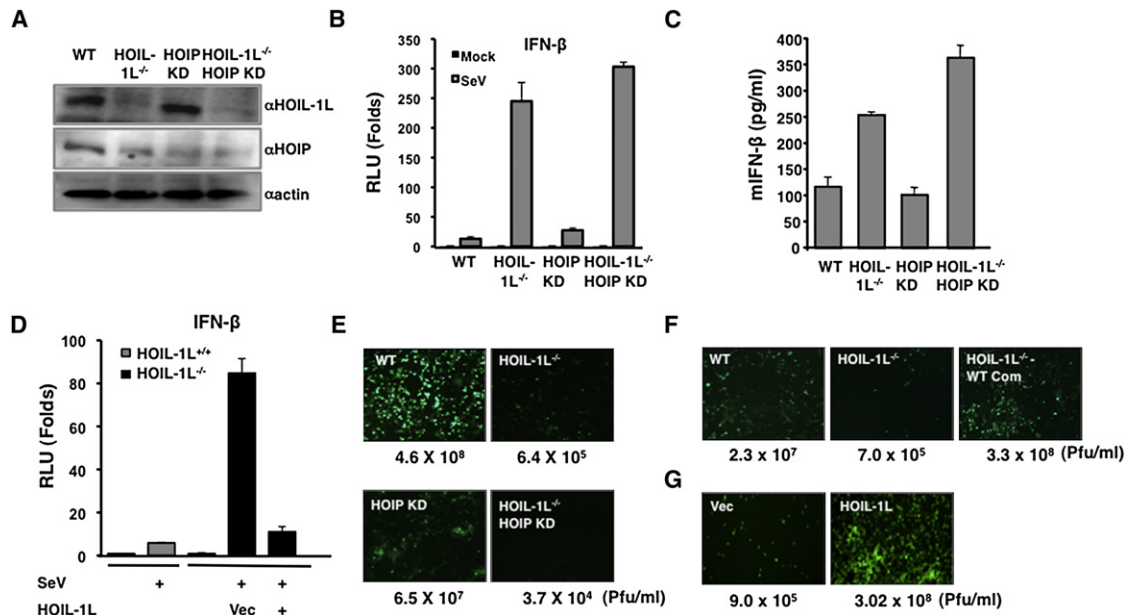 A
WT HOIL-1L-/- HOIP KD HOIL-1L-/- HOIP KD
αHOIL-1L
αHOIP
αactin
B
IFN-β
Mock
SeV
RLU (Folds)
350
300
250
200
150
100
50
0
WT HOIL-1L-/- HOIP KD HOIL-1L-/- HOIP KD
C
mIFN-β (pg/ml)
400
350
300
250
200
150
100
50
0
WT HOIL-1L-/- HOIP KD HOIL-1L-/- HOIP KD
D
IFN-β
HOIL-1L+/+
HOIL-1L-/-
RLU (Folds)
100
80
60
40
20
0
SeV + + +
HOIL-1L Vec +
E
WT
HOIL-1L-/-
4.6 X 10⁸ 6.4 X 10⁵
HOIP KD
HOIL-1L-/-
HOIP KD
6.5 X 10⁷ 3.7 X 10⁴ (Pfu/ml)
F
WT
HOIL-1L-/-
HOIL-1L-/--
WT Com
2.3 x 10⁷ 7.0 x 10⁵ 3.3 x 10⁸ (Pfu/ml)
G
Vec
HOIL-1L
9.0 x 10⁵ 3.02 x 10⁸ (Pfu/ml)